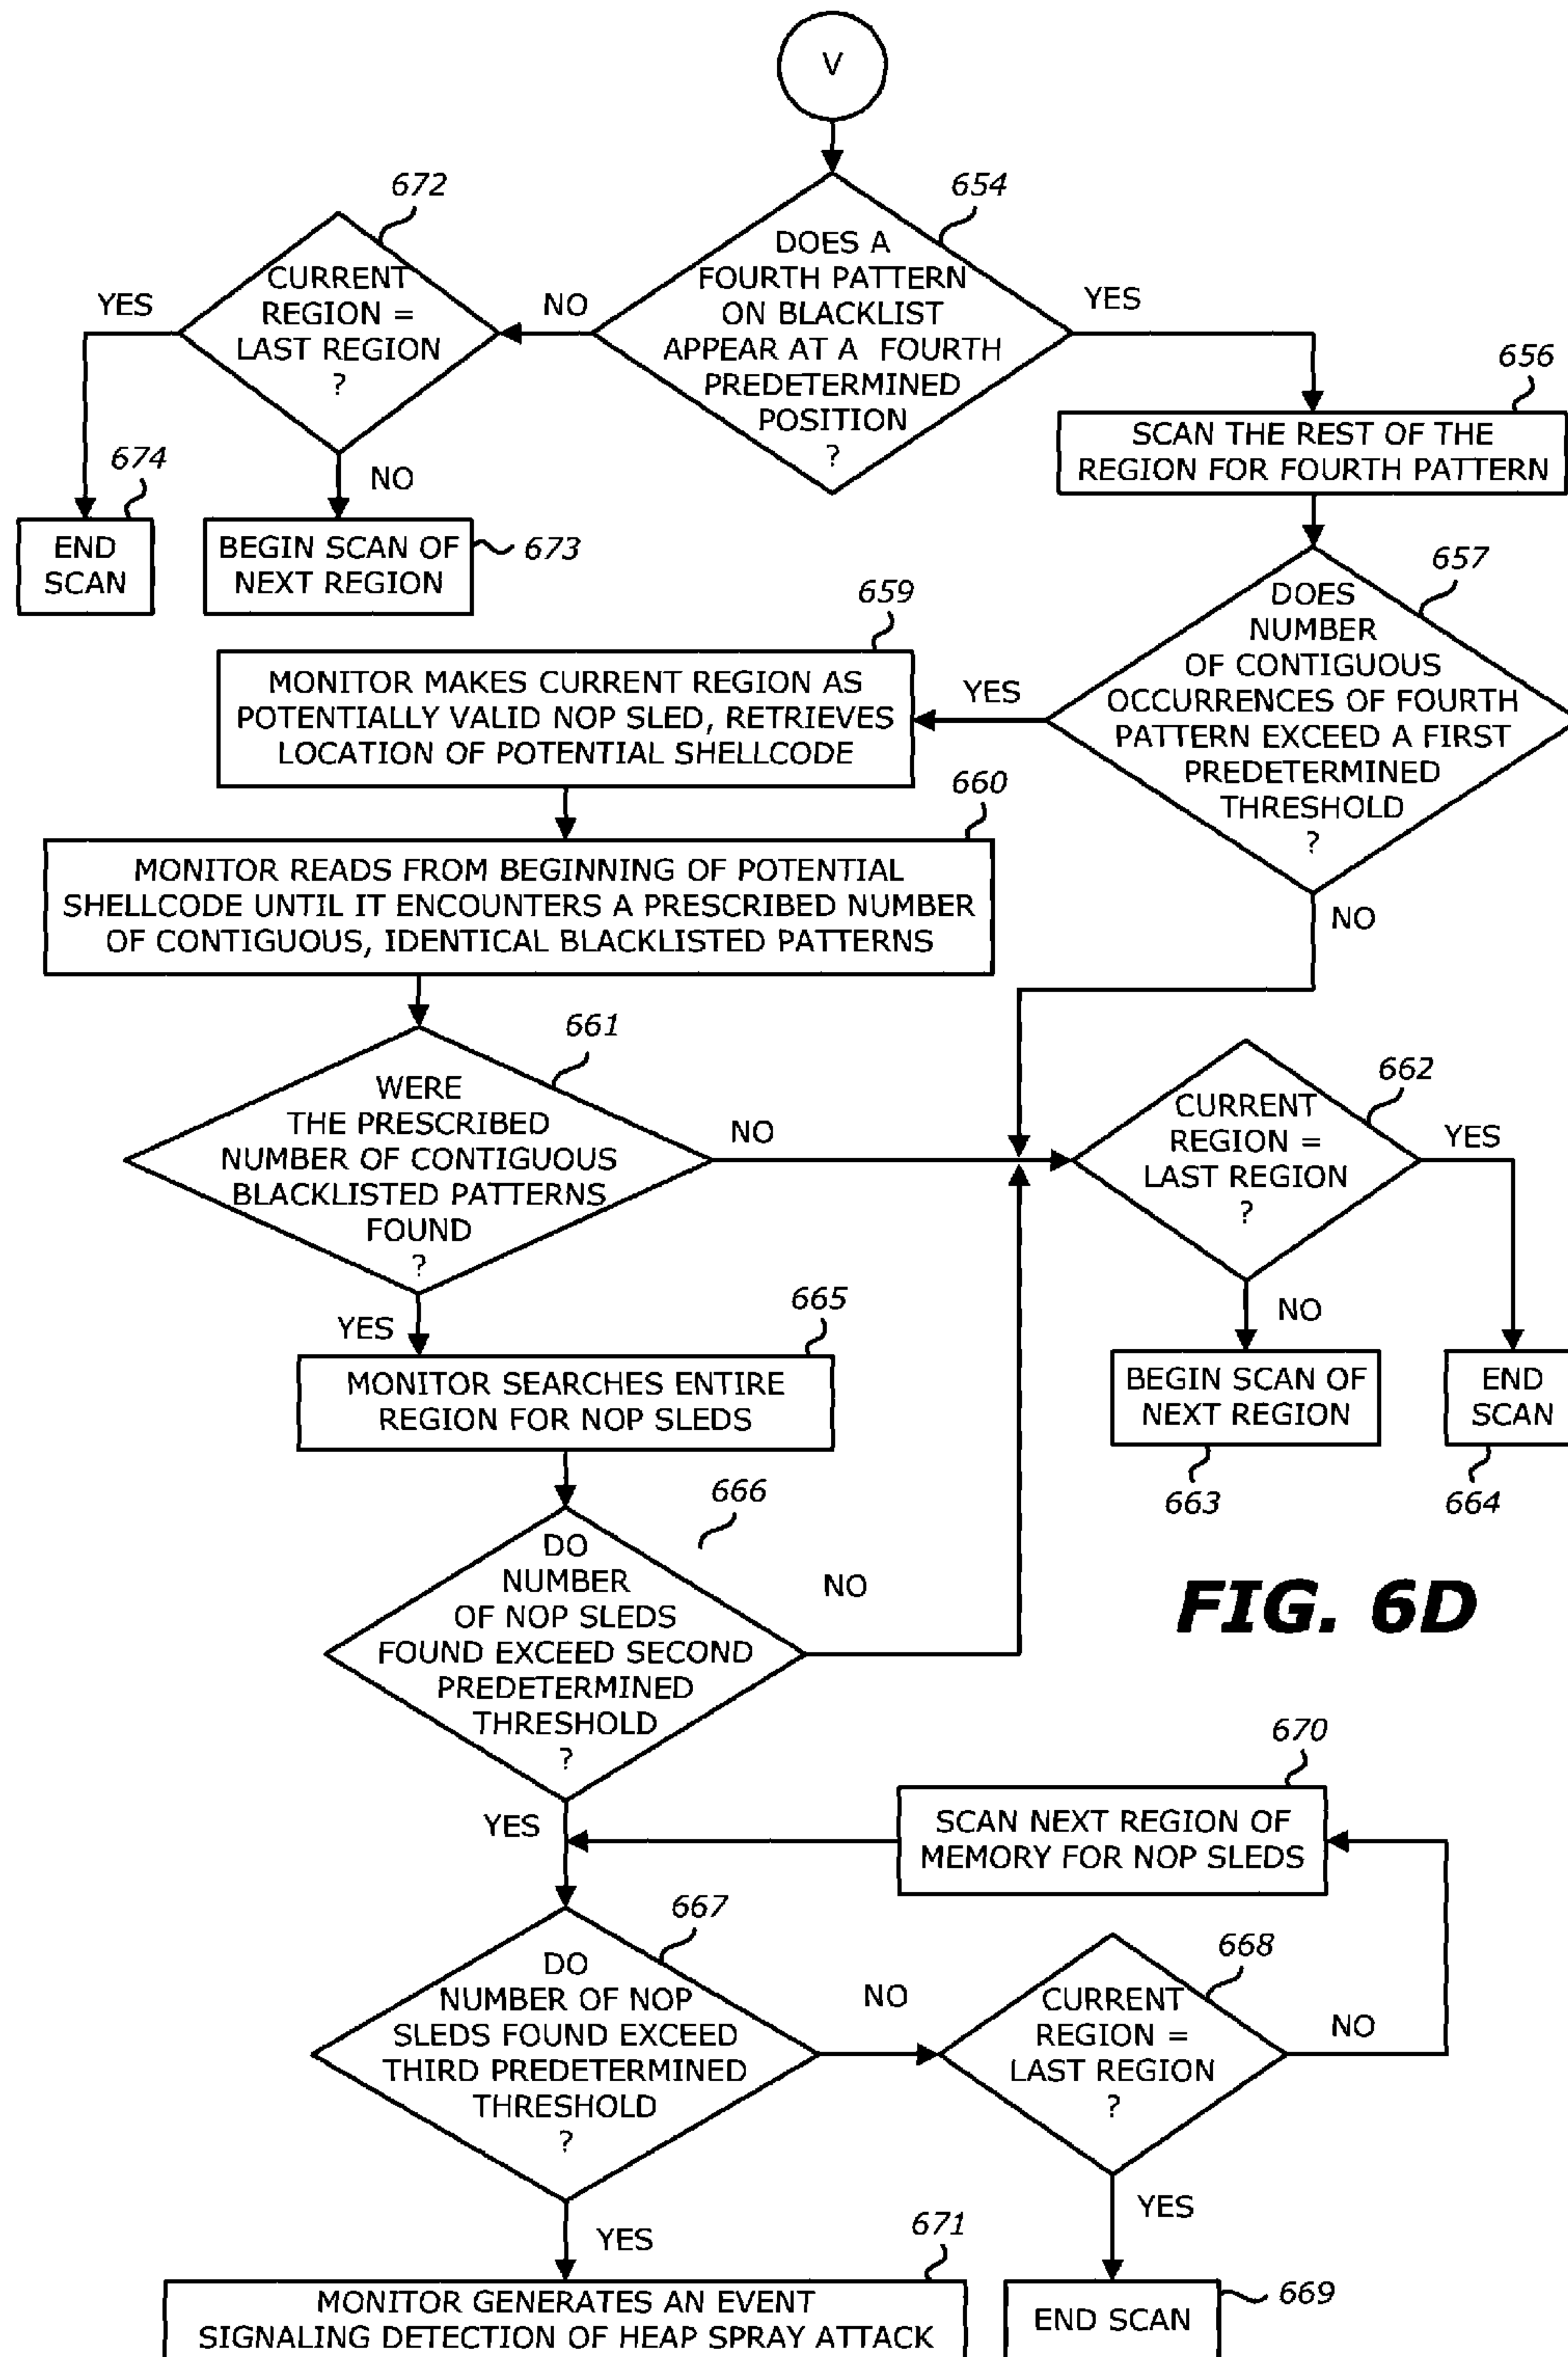 V
672
654
CURRENT
REGION =
LAST REGION
?
YES
NO
DOES A
FOURTH PATTERN
ON BLACKLIST
APPEAR AT A FOURTH
PREDETERMINED
POSITION
?
YES
656
SCAN THE REST OF THE
REGION FOR FOURTH PATTERN
674
NO
END
SCAN
BEGIN SCAN OF
NEXT REGION
673
657
DOES
NUMBER
OF CONTIGUOUS
OCCURRENCES OF FOURTH
PATTERN EXCEED A FIRST
PREDETERMINED
THRESHOLD
?
659
YES
MONITOR MAKES CURRENT REGION AS
POTENTIALLY VALID NOP SLED, RETRIEVES
LOCATION OF POTENTIAL SHELLCODE
660
MONITOR READS FROM BEGINNING OF POTENTIAL
SHELLCODE UNTIL IT ENCOUNTERS A PRESCRIBED NUMBER
OF CONTIGUOUS, IDENTICAL BLACKLISTED PATTERNS
NO
661
WERE
THE PRESCRIBED
NUMBER OF CONTIGUOUS
BLACKLISTED PATTERNS
FOUND
?
NO
662
CURRENT
REGION =
LAST REGION
?
YES
NO
YES
665
MONITOR SEARCHES ENTIRE
REGION FOR NOP SLEDS
BEGIN SCAN OF
NEXT REGION
663
END
SCAN
664
666
DO
NUMBER
OF NOP SLEDS
FOUND EXCEED SECOND
PREDETERMINED
THRESHOLD
?
NO
FIG. 6D
YES
670
SCAN NEXT REGION OF
MEMORY FOR NOP SLEDS
667
DO
NUMBER OF NOP
SLEDS FOUND EXCEED
THIRD PREDETERMINED
THRESHOLD
?
NO
668
CURRENT
REGION =
LAST REGION
?
NO
YES
YES
671
MONITOR GENERATES AN EVENT
SIGNALING DETECTION OF HEAP SPRAY ATTACK
END SCAN
669